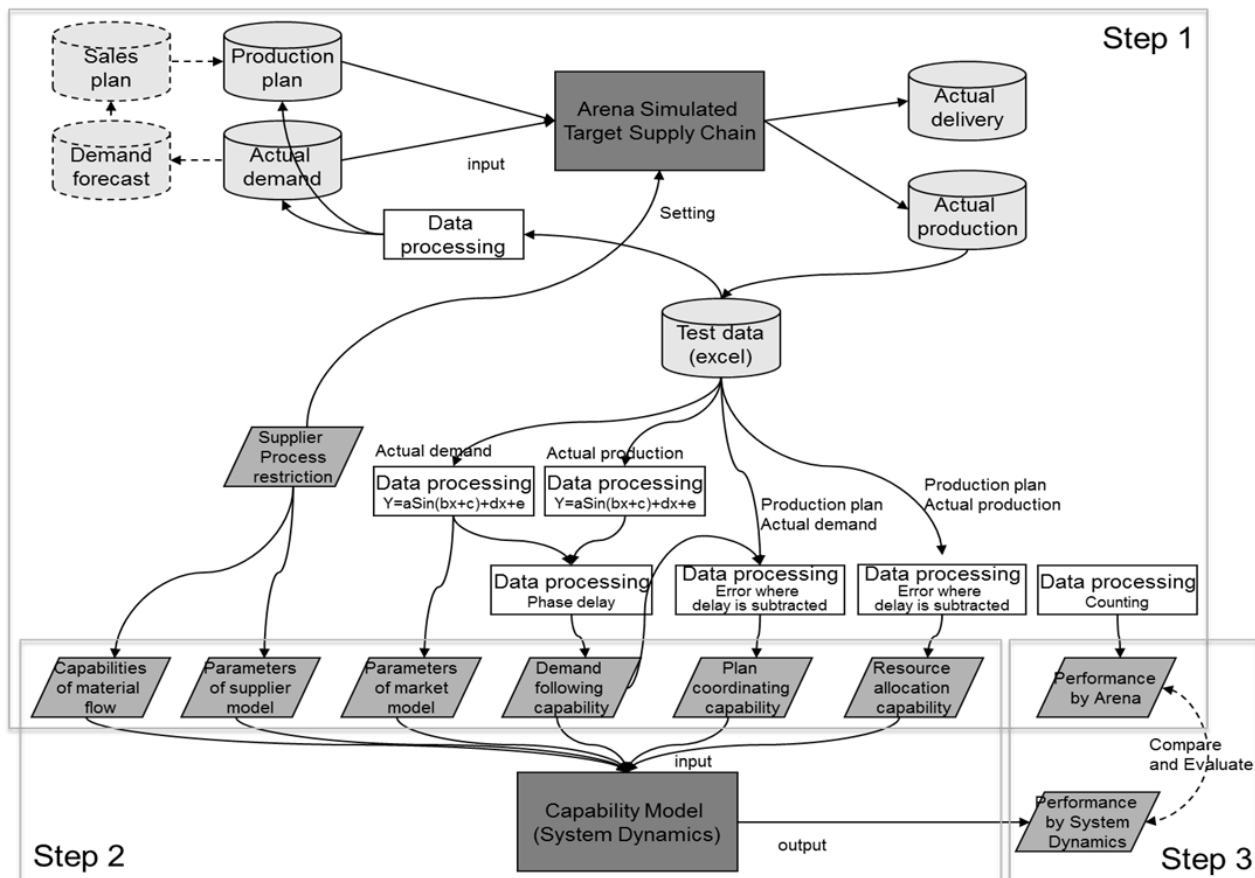 Step 1
Sales
plan
Production
plan
Arena Simulated
Target Supply Chain
Actual
delivery
Demand
forecast
Actual
demand
input
Actual
production
Setting
Data
processing
Test data
(excel)
Supplier
Process
restriction
Actual demand
Data processing
Y=aSin(bx+c)+dx+e
Actual production
Data processing
Y=aSin(bx+c)+dx+e
Production plan
Actual demand
Production plan
Actual production
Data processing
Phase delay
Data processing
Error where
delay is subtracted
Data processing
Error where
delay is subtracted
Data processing
Counting
Capabilities
of material
flow
Parameters
of supplier
model
Parameters
of market
model
Demand
following
capability
Plan
coordinating
capability
Resource
allocation
capability
Performance
by Arena
Compare
and Evaluate
input
Capability Model
(System Dynamics)
output
Performance
by System
Dynamics
Step 2
Step 3